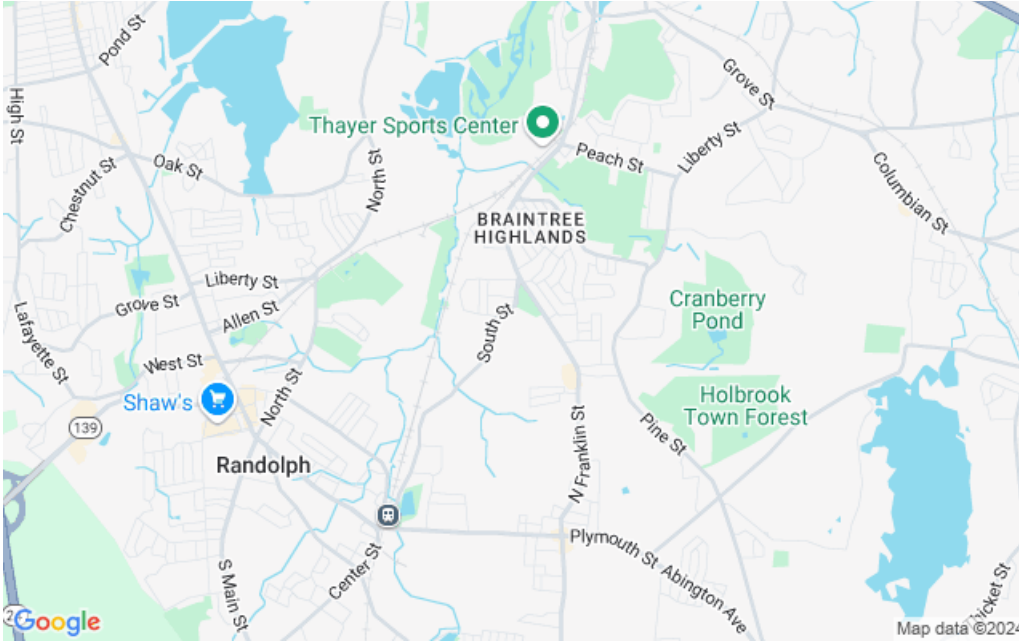 Pond St
High St
Grove St
Thayer Sports Center
Peach St
Liberty St
Chestnut St
Oak St
North St
Columbian St
BRAINTREE
HIGHLANDS
Liberty St
Grove St
Allen St
Cranberry
Pond
Lafayette St
South St
West St
Shaw's
North St
139
Holbrook
Town Forest
Pine St
N Franklin St
Randolph
Plymouth St
Abington Ave
Center St
S Main St
Thicket St
Google
Map data ©2024